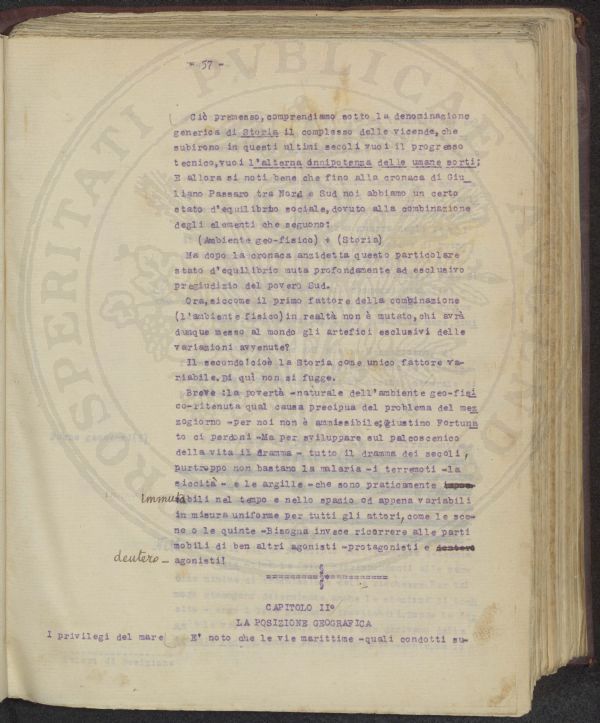 - 57 -
Ciò premesso,comprendiamo sotto la denominazione
generica di Storia il complesso delle vicende,che
subirono in questi ultimi secoli vuoi il progresso
tecnico,vuoi l'alterna onnipotenza delle umane sorti;
E allora si noti bene che fino alla cronaca di Giu_
liano Passaro tra Nord e Sud noi abbiamo un certo
stato d'equilibrio sociale,dovuto alla combinazione
degli elementi che seguono:
(Ambiente geo-fisico) + (Storia)
Ma dopo la cronaca anzidetta questo particolare
stato d'equilibrio muta profondamente ad esclusivo
pregiudizio del povero Sud.
Ora,siccome il primo fattore della combinazione
(l'ambiente fisico)in realtà non è mutato,chi avrà
dunque messo al mondo gli artefici esclusivi delle
variazioni avvenute?
Il secondo:cioè la Storia come unico fattore va-
riabile.Di qui non si fugge.
Breve :la povertà -naturale dell'ambiente geo-fisi
co-ritenuta qual causa precipua del problema del mez
zogiorno -per noi non è ammissibile;Giustino Fortuna
to ci perdoni -Ma per sviluppare sul palcoscenico
della vita il dramma - tutto il dramma dei secoli,
purtroppo non bastano la malaria -i terremoti -la
siccità - e le argille -che sono praticamente
immuta tabili nel tempo e nello spazio od appena variabili
in misura uniforme per tutti gli attori,come le sce-
ne o le quinte -Bisogna invece ricorrere alle parti
mobili di ben altri agonisti -protagonisti e deutero
deutero- agonisti!
CAPITOLO II°
LA POSIZIONE GEOGRAFICA
I privilegi del mare
E' noto che le vie marittime -quali condotti su-
ROSPERITATI PVBLICAE